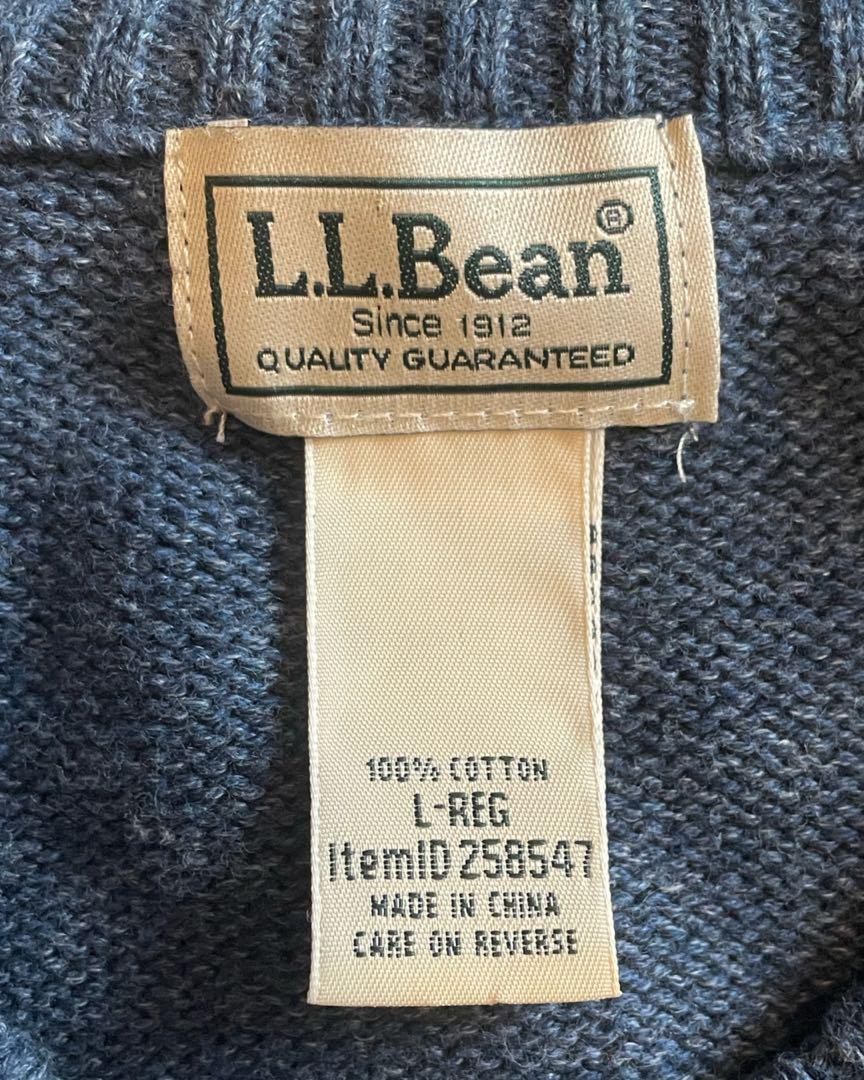 L.L.Bean®
Since 1912
QUALITY GUARANTEED
100% COTTON
L-REG
ItemID 258547
MADE IN CHINA
CARE ON REVERSE